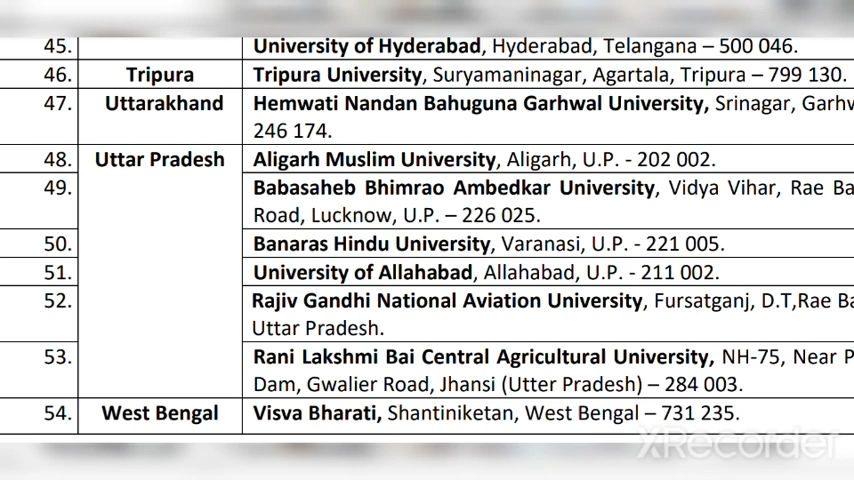 45. University of Hyderabad, Hyderabad, Telangana – 500 046.
46. Tripura Tripura University, Suryamaninagar, Agartala, Tripura – 799 130.
47. Uttarakhand Hemwati Nandan Bahuguna Garhwal University, Srinagar, Garhw
246 174.
48. Uttar Pradesh Aligarh Muslim University, Aligarh, U.P. - 202 002.
49. Babasaheb Bhimrao Ambedkar University, Vidya Vihar, Rae Ba
Road, Lucknow, U.P. – 226 025.
50. Banaras Hindu University, Varanasi, U.P. - 221 005.
51. University of Allahabad, Allahabad, U.P. - 211 002.
52. Rajiv Gandhi National Aviation University, Fursatganj, D.T,Rae Ba
Uttar Pradesh.
53. Rani Lakshmi Bai Central Agricultural University, NH-75, Near P
Dam, Gwalier Road, Jhansi (Utter Pradesh) – 284 003.
54. West Bengal Visva Bharati, Shantiniketan, West Bengal – 731 235.
XRecorder